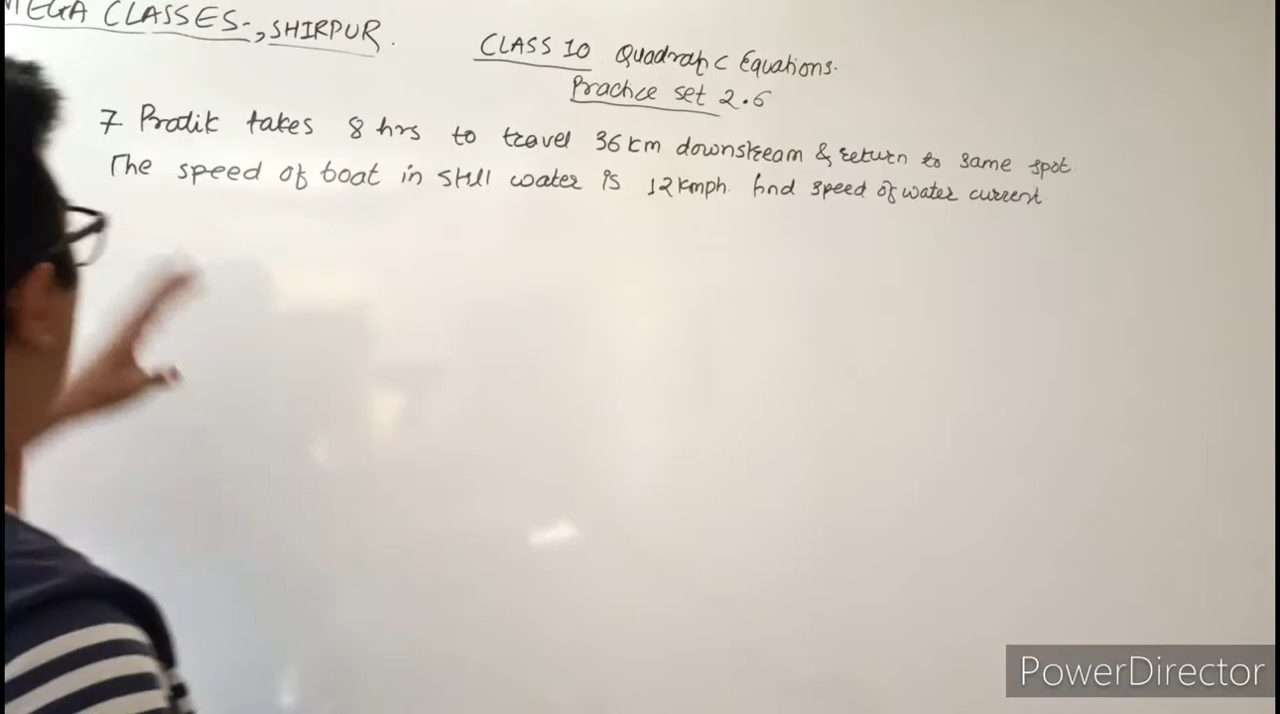 CLASSES-, SHIRPUR.
CLASS 10 Quadratic Equations.
Practice set 2.6
7 Pratik takes 8 hrs to travel 36 km downstream & return to same spot.
The speed of boat in still water is 12 kmph. find speed of water current.
PowerDirector